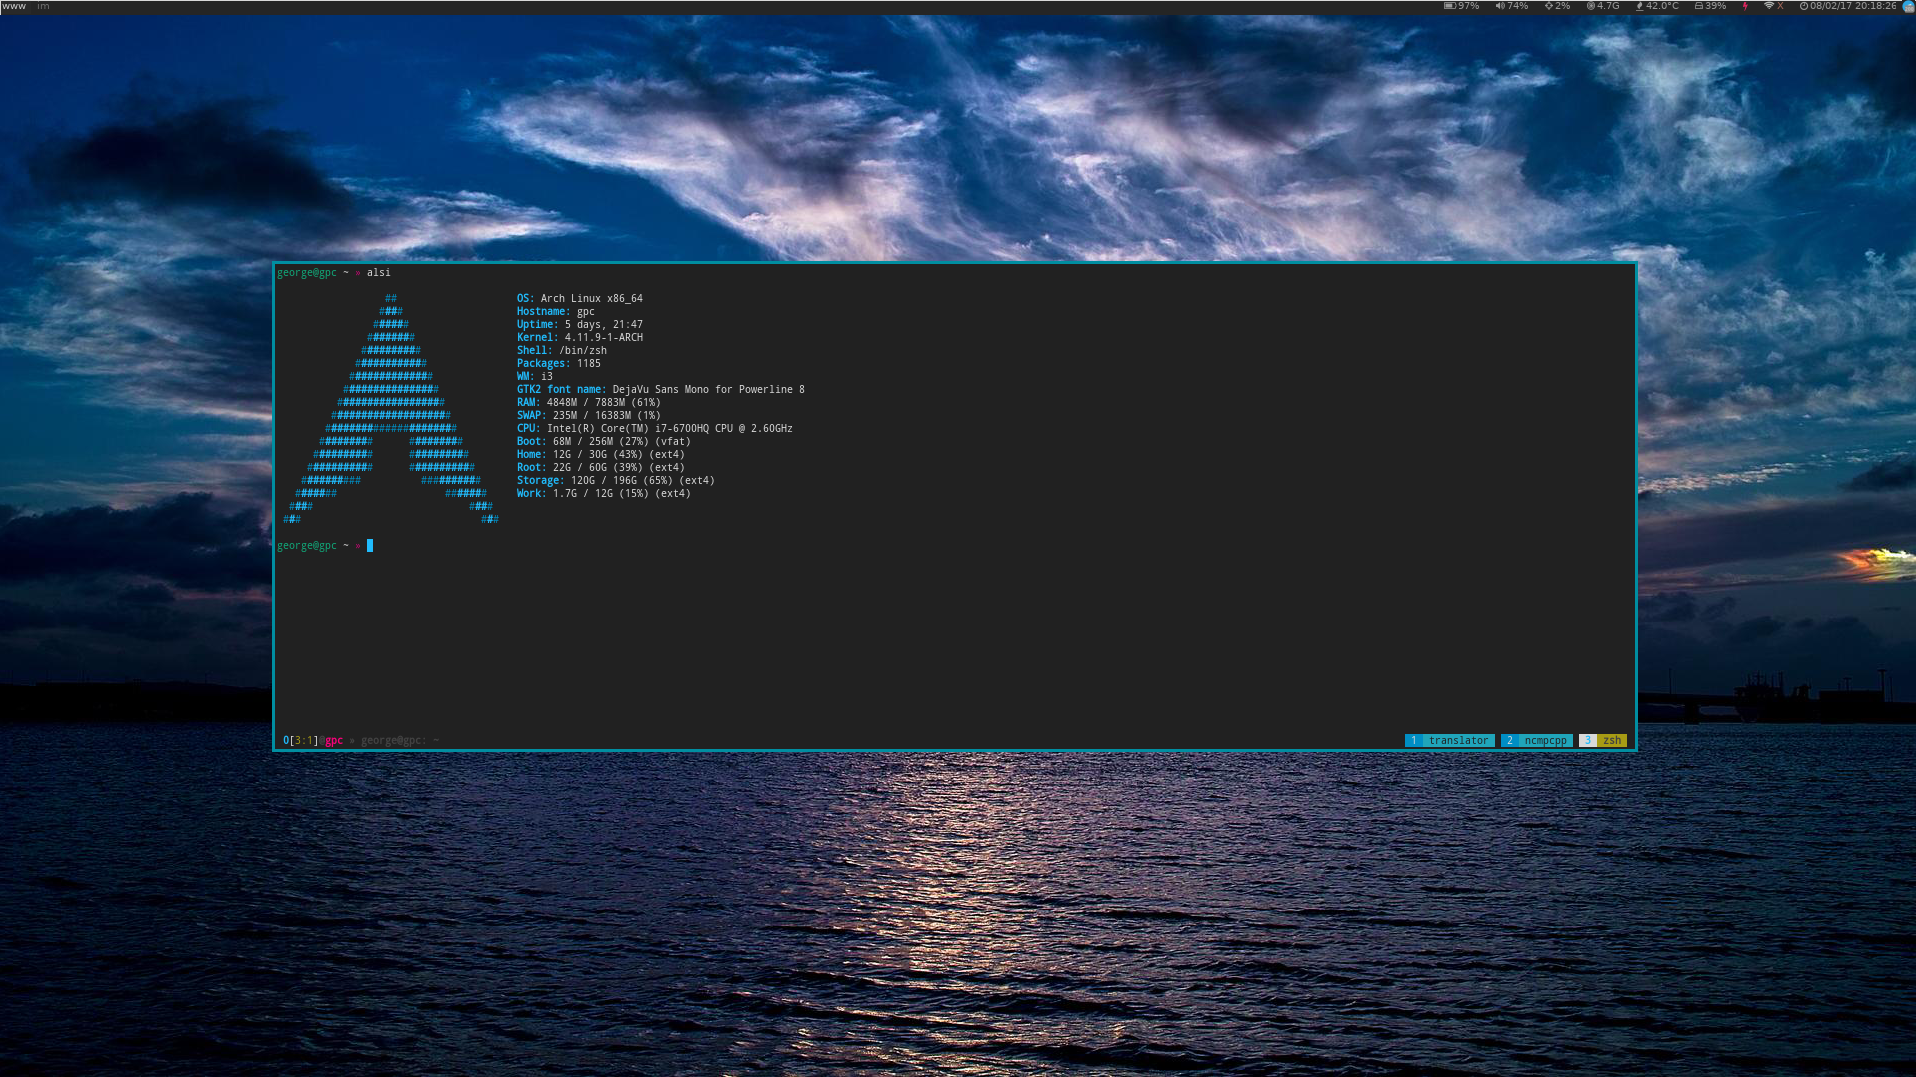 www im 97% 74% 2% 4.7G 42.0°C 39% X 08/02/17 20:18:26
george@gpc ~ » alsi
## OS: Arch Linux x86_64
#### Hostname: gpc
###### Uptime: 5 days, 21:47
######## Kernel: 4.11.9-1-ARCH
########## Shell: /bin/zsh
############ Packages: 1185
############## WM: i3
################ GTK2 font name: DejaVu Sans Mono for Powerline 8
################## RAM: 4848M / 7883M (61%)
#################### SWAP: 235M / 16383M (1%)
###################### CPU: Intel(R) Core(TM) i7-6700HQ CPU @ 2.60GHz
######### ######### Boot: 68M / 256M (27%) (vfat)
########## ########## Home: 12G / 30G (43%) (ext4)
########### ########### Root: 22G / 60G (39%) (ext4)
########## ########## Storage: 120G / 196G (65%) (ext4)
####### ####### Work: 1.7G / 12G (15%) (ext4)
#### ####
### ###
george@gpc ~ »
0[3:1]@gpc » george@gpc: ~ 1 translator 2 ncmpcpp 3 zsh